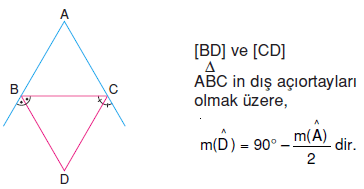 A
B
C
D
[BD] ve [CD]
Δ
ABC in dış açıortayları
olmak üzere,
m(D̂) = 90° − m(Â)/2 dir.